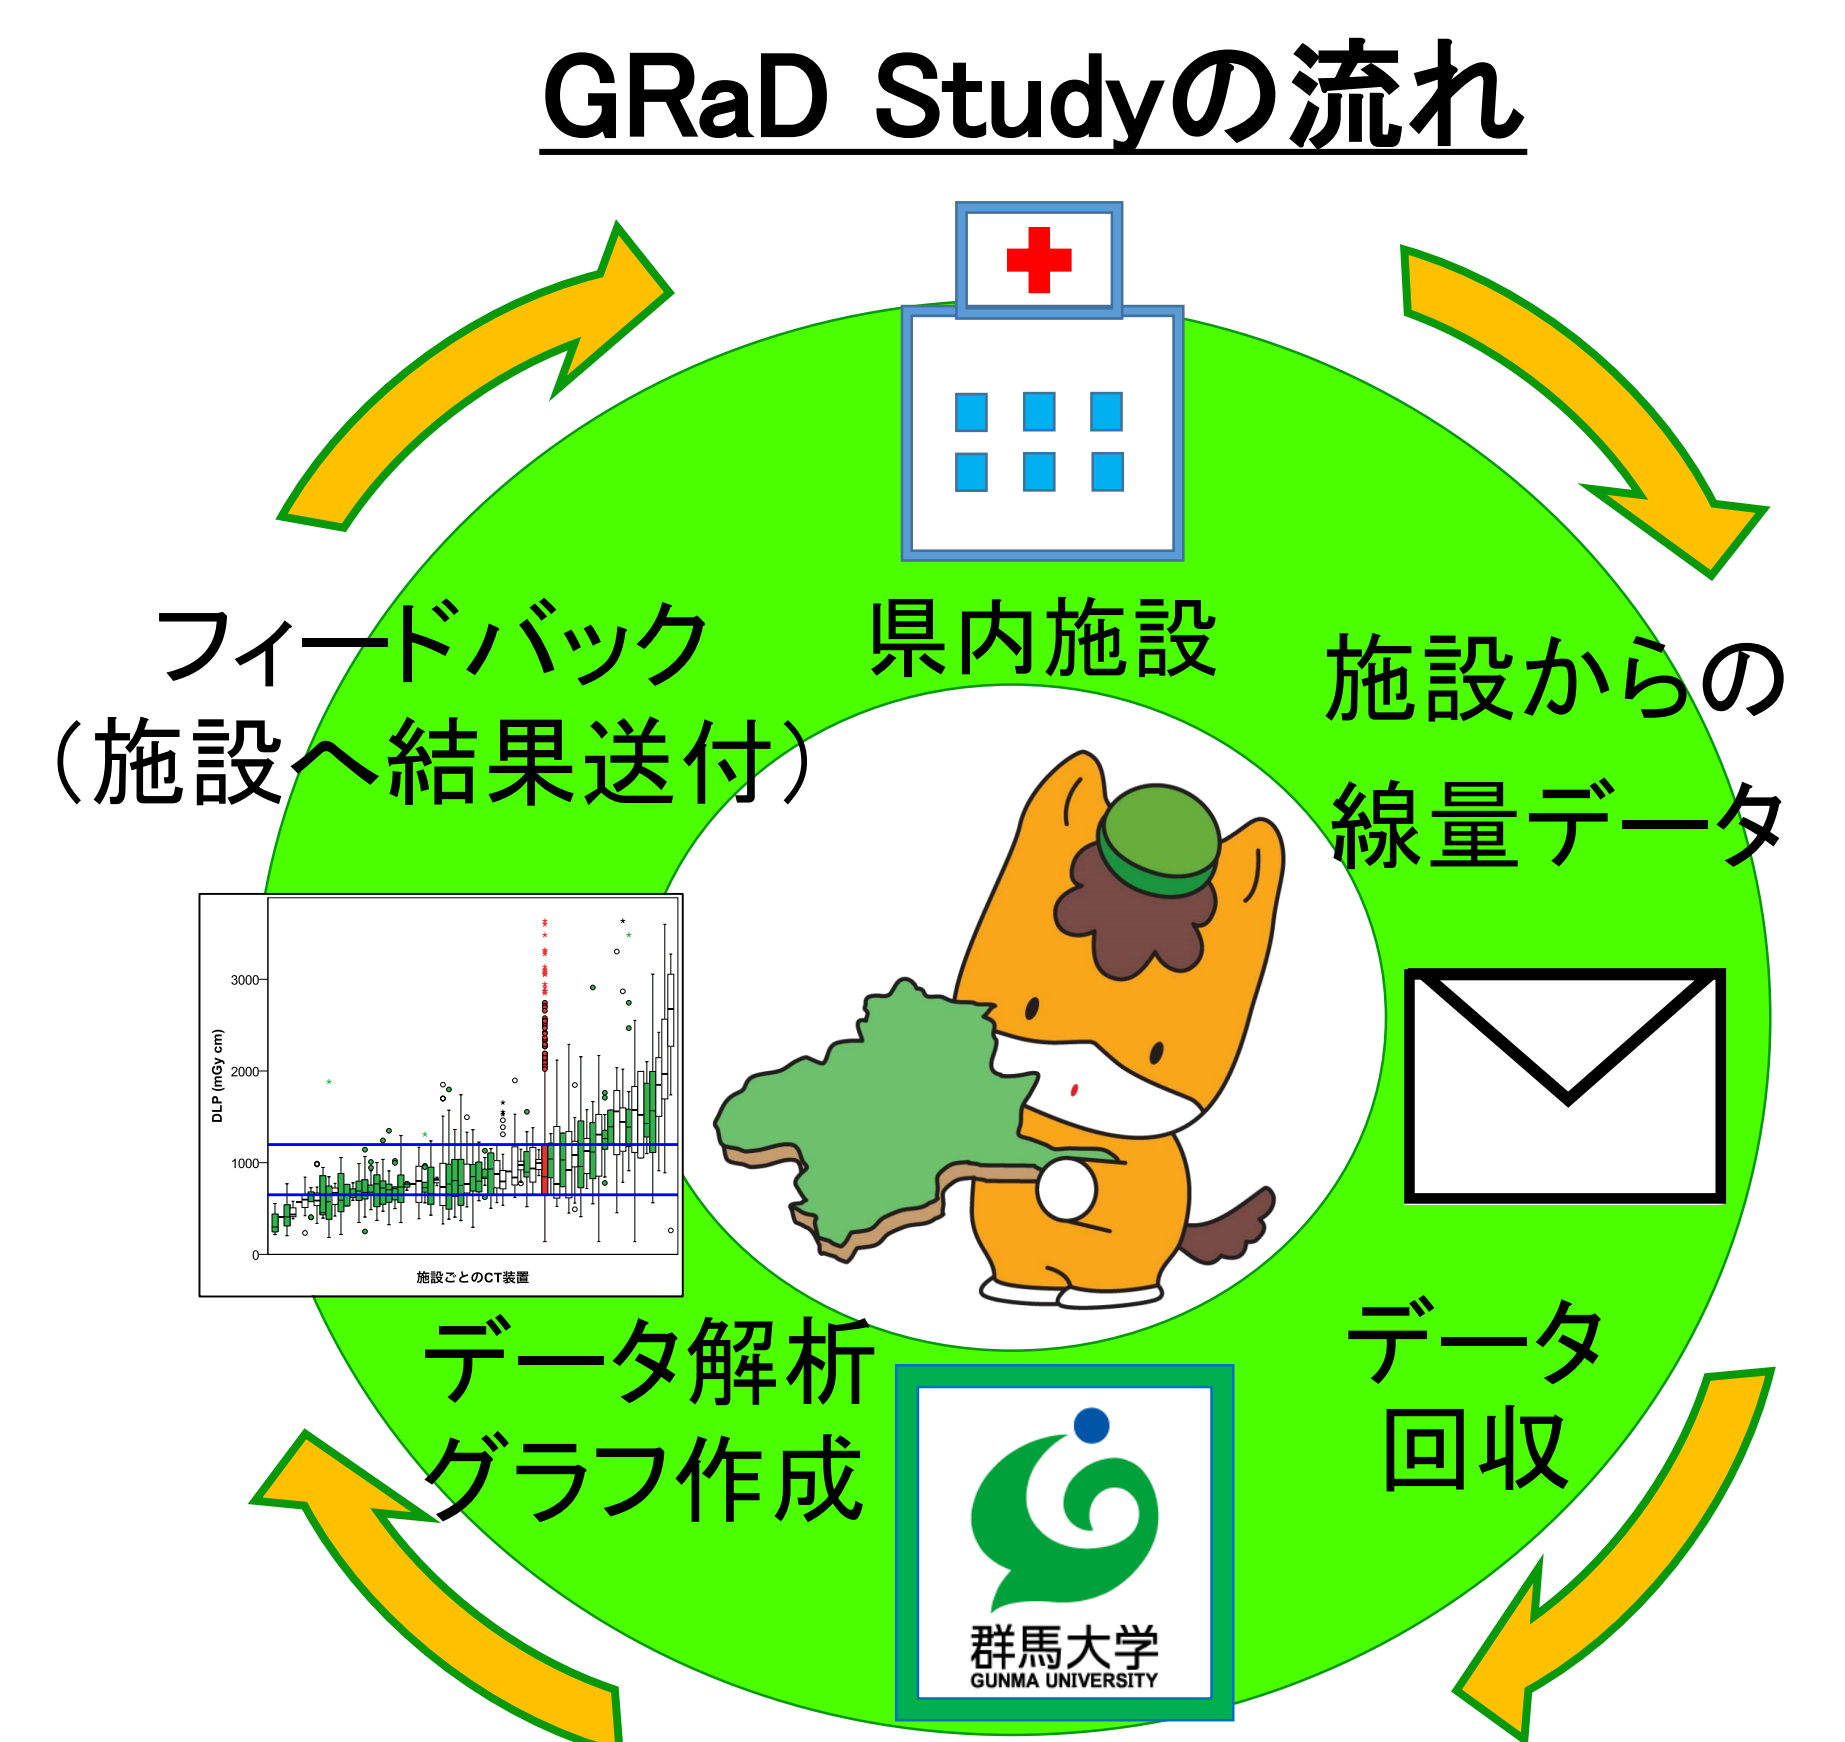 GRaD Studyの流れ
県内施設
施設からの
線量データ
フィードバック
(施設へ結果送付)
3000
2000
1000
0
DLP (mGy cm)
施設ごとのCT装置
データ
回収
データ解析
グラフ作成
群馬大学
GUNMA UNIVERSITY